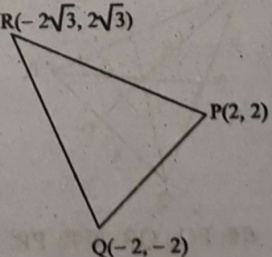 R(- 2√3, 2√3)
P(2, 2)
Q(- 2, - 2)